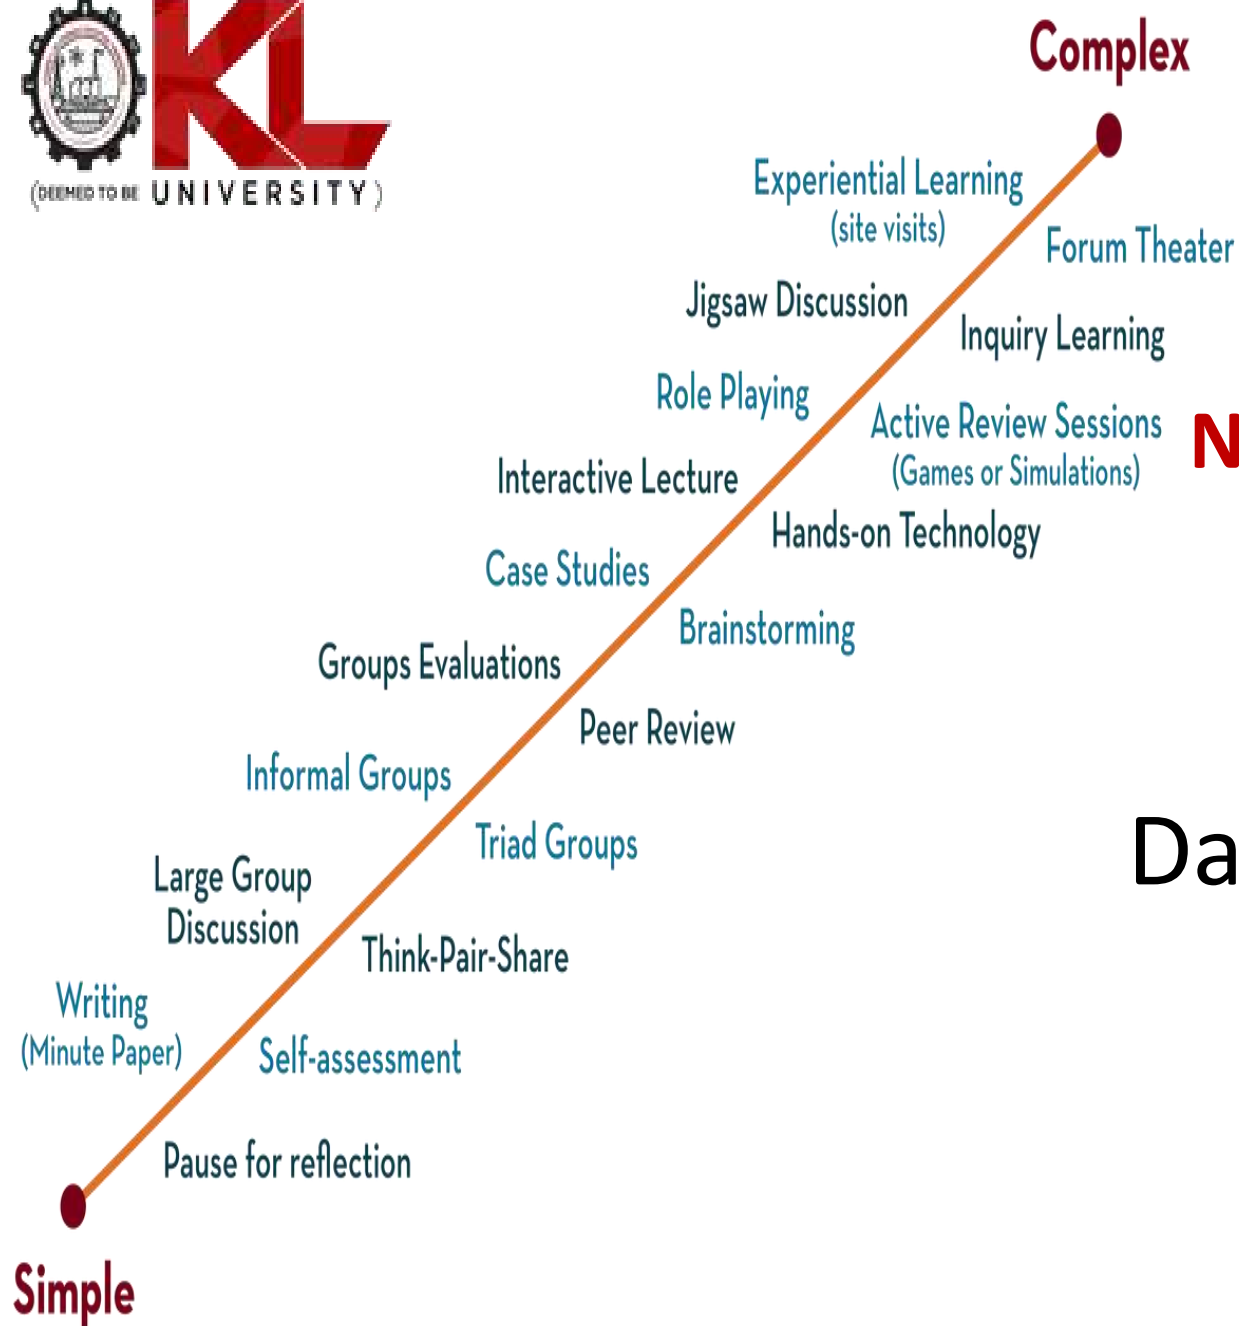 KL
(DEEMED TO BE UNIVERSITY)
Complex
Experiential Learning
(site visits)
Forum Theater
Jigsaw Discussion
Inquiry Learning
Role Playing
Active Review Sessions
(Games or Simulations)
N
Interactive Lecture
Hands-on Technology
Case Studies
Brainstorming
Groups Evaluations
Peer Review
Informal Groups
Triad Groups
Da
Large Group
Discussion
Think-Pair-Share
Writing
(Minute Paper)
Self-assessment
Pause for reflection
Simple